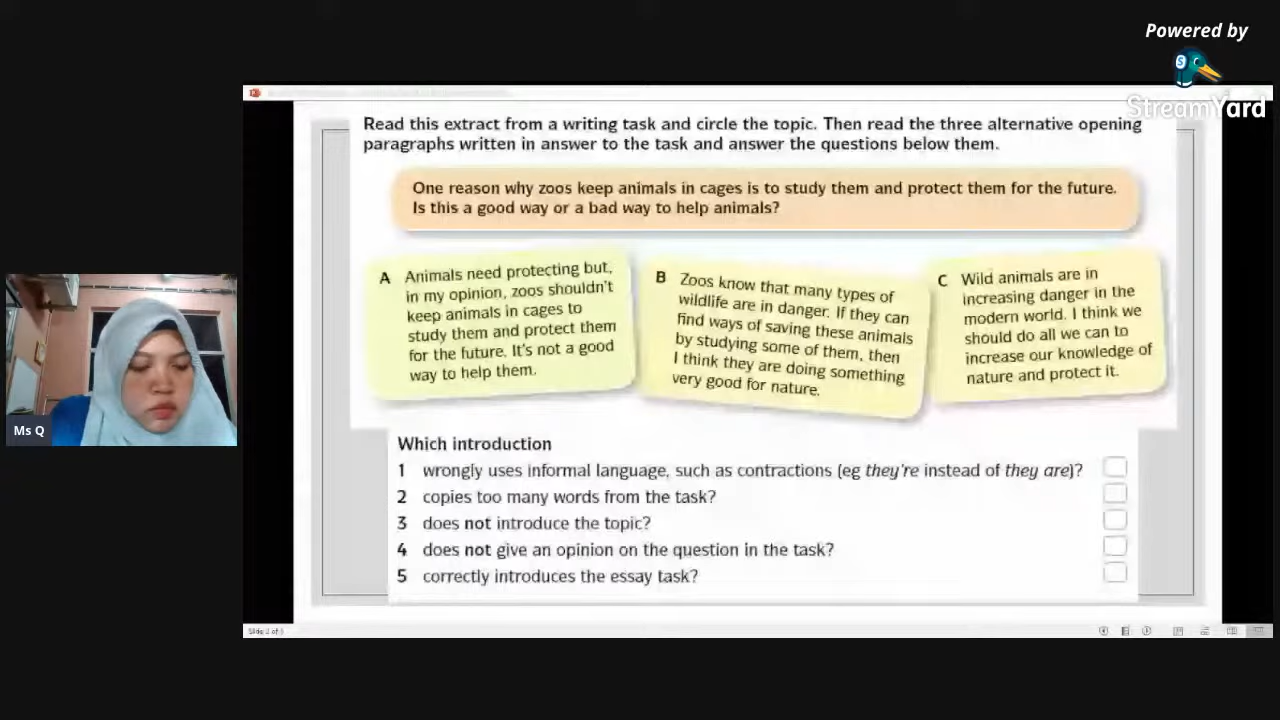 Powered by
StreamYard
Read this extract from a writing task and circle the topic. Then read the three alternative opening
paragraphs written in answer to the task and answer the questions below them.
One reason why zoos keep animals in cages is to study them and protect them for the future.
Is this a good way or a bad way to help animals?
A Animals need protecting but,
in my opinion, zoos shouldn't
keep animals in cages to
study them and protect them
for the future. It's not a good
way to help them.
B Zoos know that many types of
wildlife are in danger. If they can
find ways of saving these animals
by studying some of them, then
I think they are doing something
very good for nature.
C Wild animals are in
increasing danger in the
modern world. I think we
should do all we can to
increase our knowledge of
nature and protect it.
Ms Q
Which introduction
1 wrongly uses informal language, such as contractions (eg they're instead of they are)?
2 copies too many words from the task?
3 does not introduce the topic?
4 does not give an opinion on the question in the task?
5 correctly introduces the essay task?